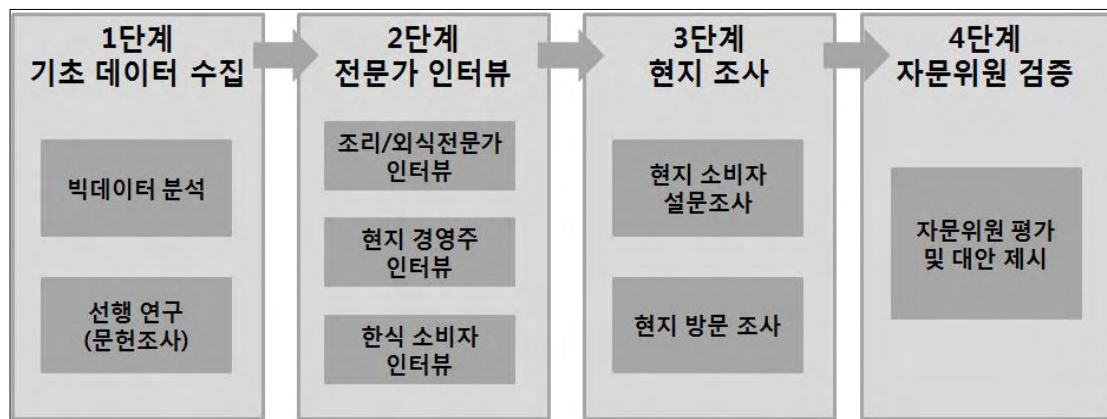 1단계
기초 데이터 수집
빅데이터 분석
선행 연구
(문헌조사)
2단계
전문가 인터뷰
조리/외식전문가
인터뷰
현지 경영주
인터뷰
한식 소비자
인터뷰
3단계
현지 조사
현지 소비자
설문조사
현지 방문 조사
4단계
자문위원 검증
자문위원 평가
및 대안 제시